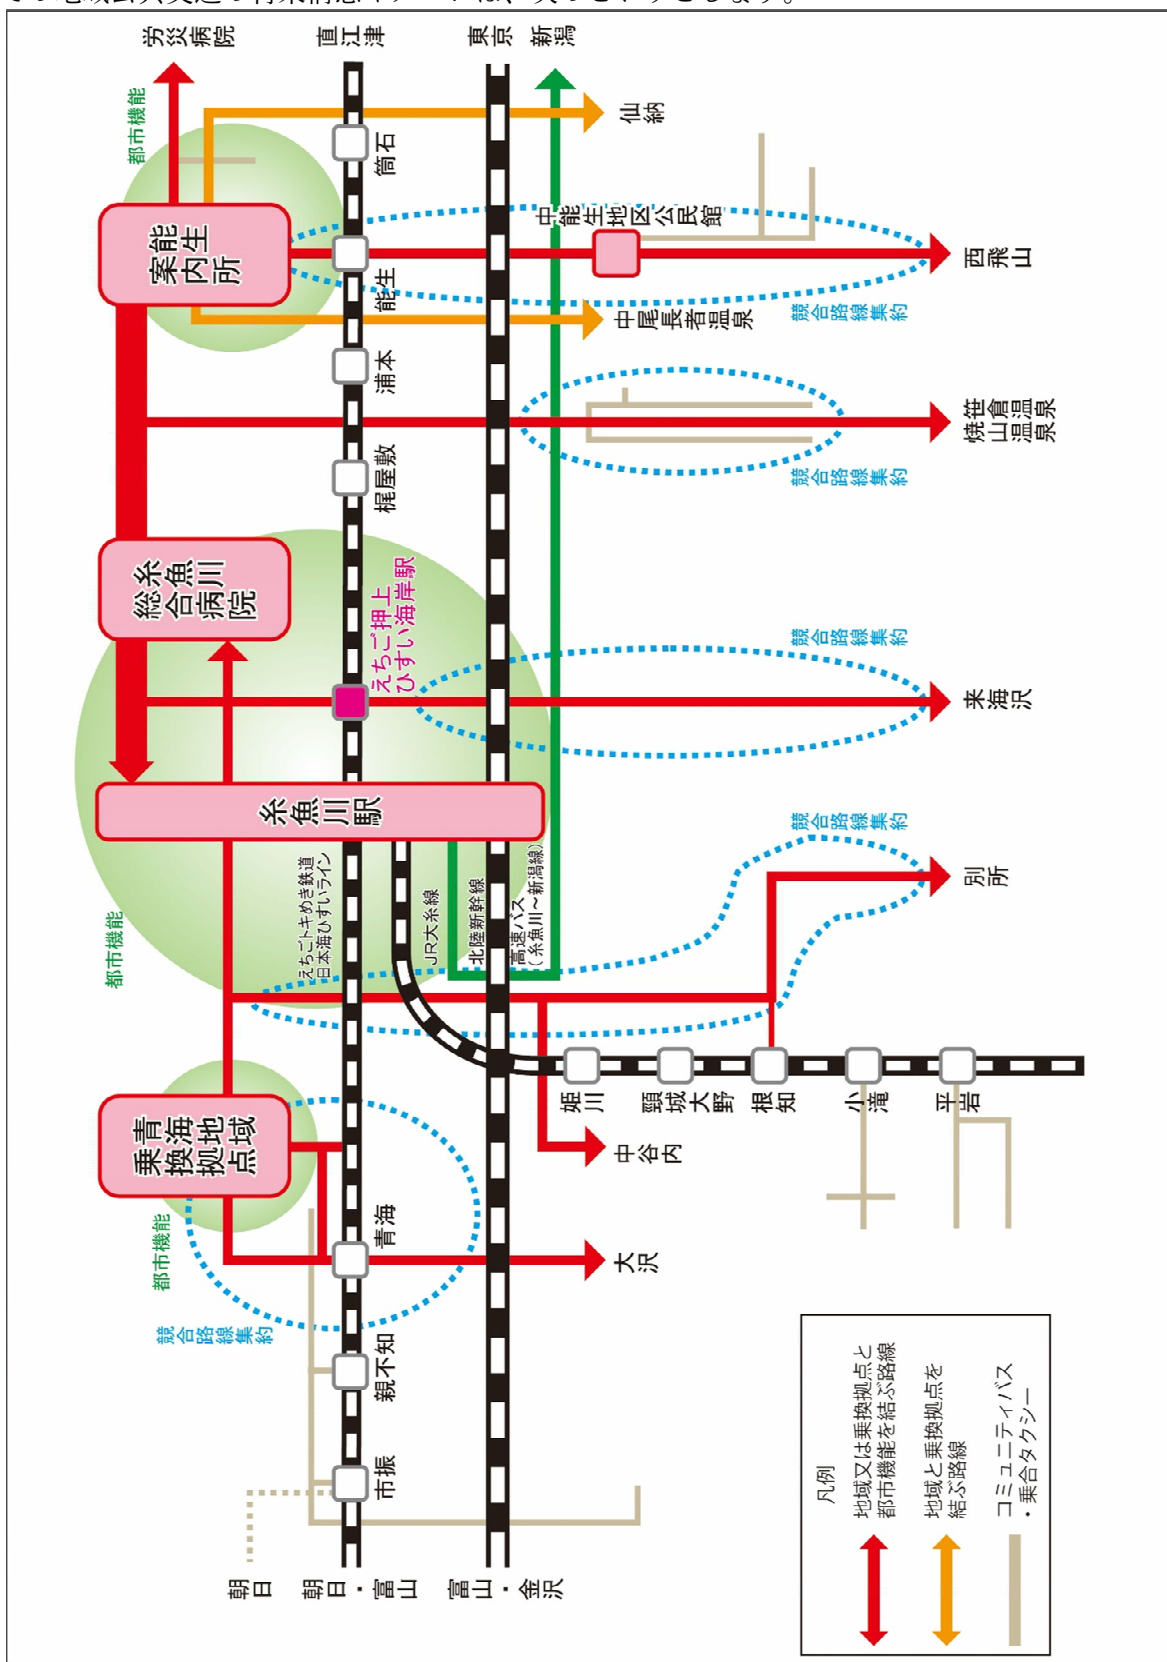 労災病院
直江津
東京
新潟
都市機能
仙納
筒石
能生
案内所
中能生地区公民館
西飛山
能生
競合路線集約
中尾長者温泉
浦本
笹倉温泉
焼山温泉
梶屋敷
競合路線集約
糸魚川
総合病院
えちご押上
ひすい海岸駅
競合路線集約
来海沢
糸魚川駅
競合路線集約
別所
都市機能
えちごトキめき鉄道
日本海ひすいライン
JR大糸線
北陸新幹線
高速バス
(糸魚川～新潟線)
姫川
頸城大野
根知
小滝
平岩
青海地域
乗換拠点
中谷内
都市機能
青海
大沢
競合路線集約
親不知
市振
朝日
朝日・富山
富山・金沢
凡例
地域又は乗換拠点と
都市機能を結ぶ路線
地域と乗換拠点を
結ぶ路線
コミュニティバス
・乗合タクシー